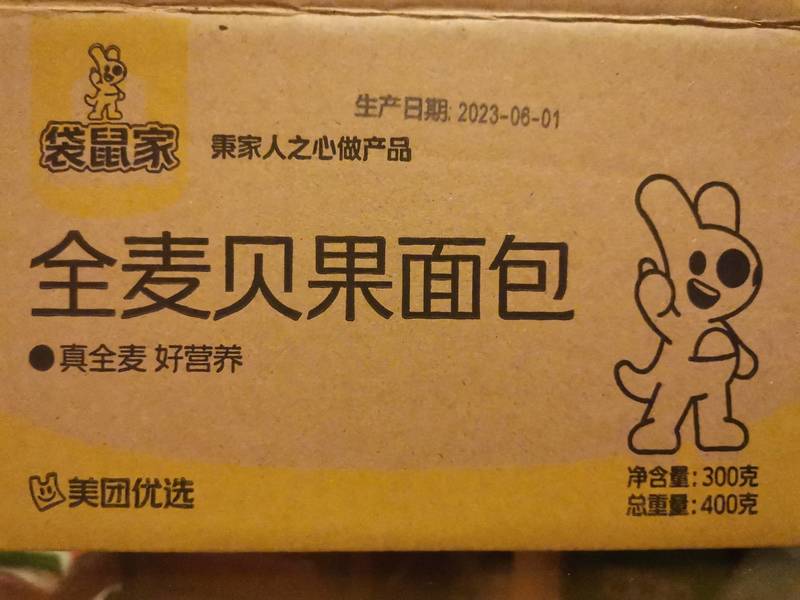 生产日期: 2023-06-01
袋鼠家
秉家人之心做产品
全麦贝果面包
●真全麦 好营养
美团优选
净含量:300克
总重量:400克